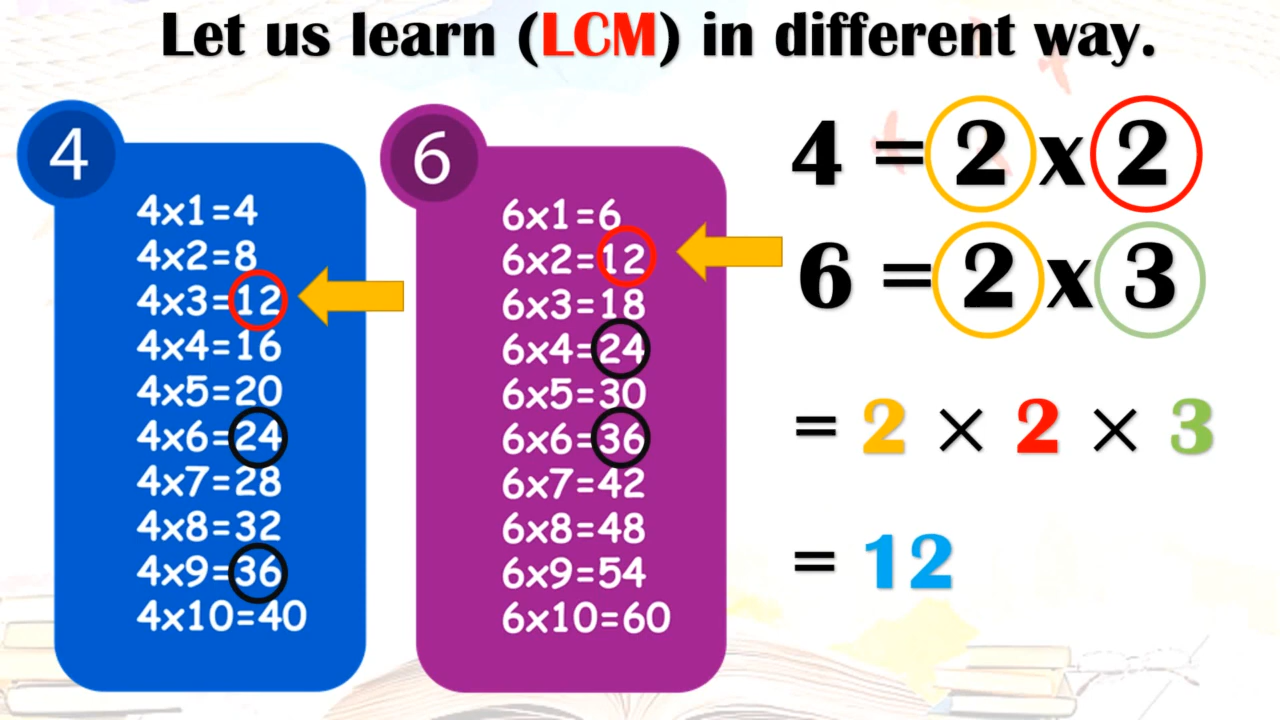 Let us learn (LCM) in different way.
4
4x1=4
4x2=8
4x3=12
4x4=16
4x5=20
4x6=24
4x7=28
4x8=32
4x9=36
4x10=40
6
6x1=6
6x2=12
6x3=18
6x4=24
6x5=30
6x6=36
6x7=42
6x8=48
6x9=54
6x10=60
4 = 2 x 2
6 = 2 x 3
= 2 × 2 × 3
= 12